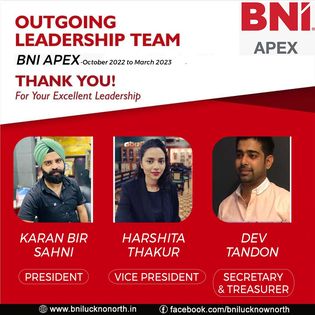 OUTGOING
LEADERSHIP TEAM
BNI APEX-October 2022 to March 2023
THANK YOU!
For Your Excellent Leadership
BNI
APEX
KARAN BIR
SAHNI
PRESIDENT
HARSHITA
THAKUR
VICE PRESIDENT
DEV
TANDON
SECRETARY
& TREASURER
www.bnilucknonorth.in
facebook.com/bnilucknownorth